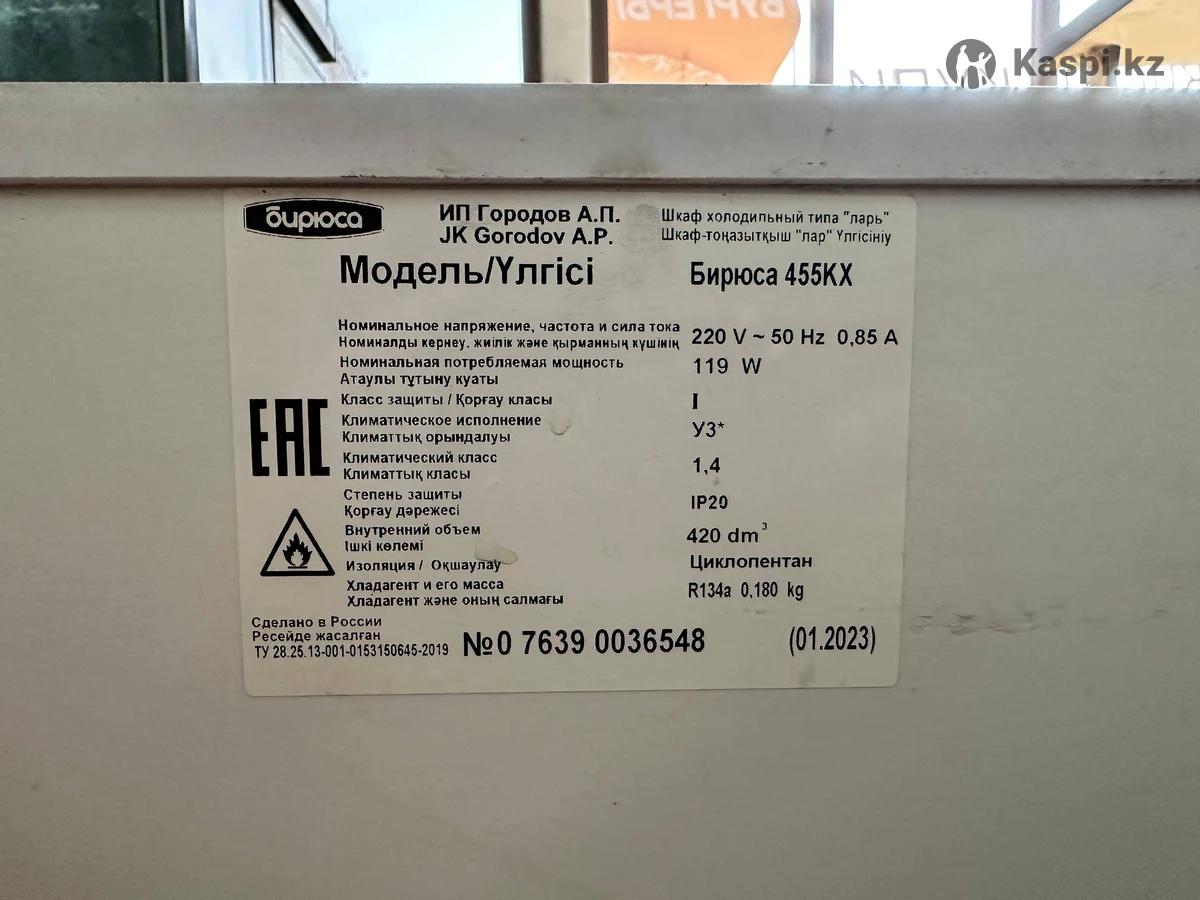 БУРГЕРЫ
Kaspi.kz
бирюса
ИП Городов А.П.
JK Gorodov A.P.
Шкаф холодильный типа "ларь"
Шкаф-тоңазытқыш "лар" Үлгісініу
Модель/Үлгісі Бирюса 455КХ
Номинальное напряжение, частота и сила тока
Номиналды кернеу, жиілік және қырманның күшінің
220 V ~ 50 Hz 0,85 A
Номинальная потребляемая мощность
Атаулы тұтыну куаты
119 W
Класс защиты / Қорғау класы
I
Климатическое исполнение
Климаттық орындалуы
У3*
Климатический класс
Климаттық класы
1,4
Степень защиты
Қорғау дәрежесі
IP20
Внутренний объем
Ішкі көлемі
420 dm³
Изоляция / Оқшаулау
Циклопентан
Хладагент и его масса
Хладагент және оның салмағы
R134a 0,180 kg
EAC
Сделано в России
Ресейде жасалған
ТУ 28.25.13-001-0153150645-2019
№0 7639 0036548 (01.2023)